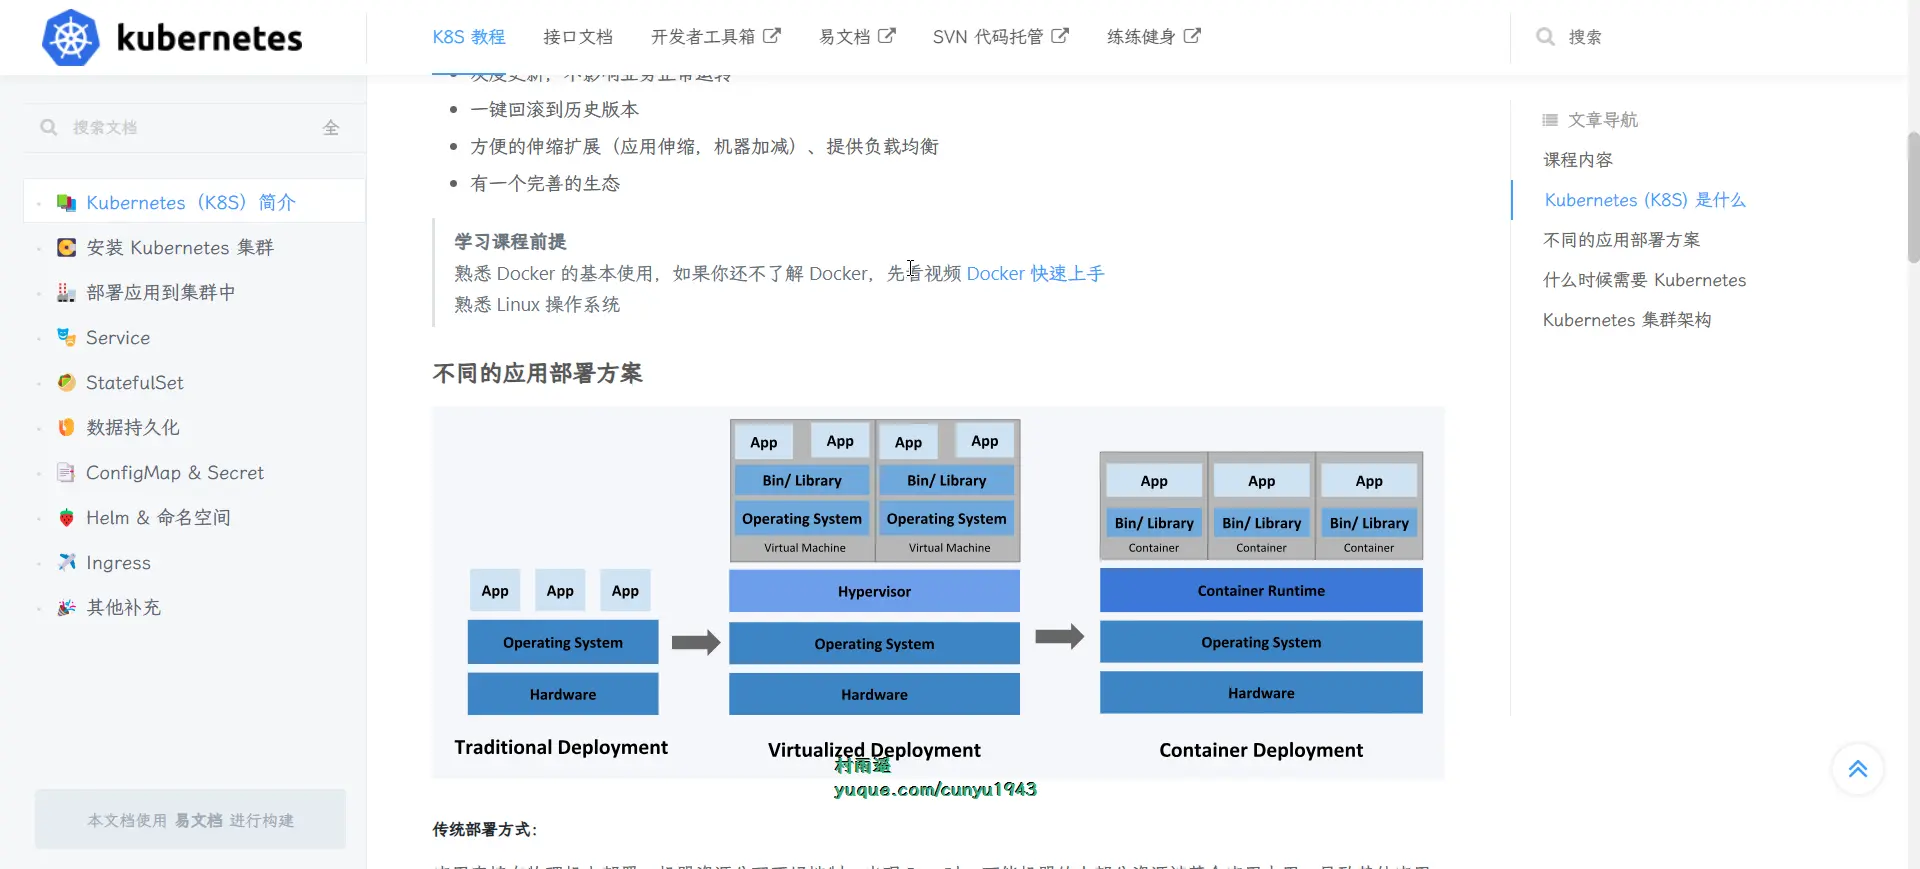 kubernetes
K8S 教程
接口文档
开发者工具箱
易文档
SVN 代码托管
练练健身
搜索
搜索文档
全
Kubernetes（K8S）简介
安装 Kubernetes 集群
部署应用到集群中
Service
StatefulSet
数据持久化
ConfigMap & Secret
Helm & 命名空间
Ingress
其他补充
本文档使用 易文档 进行构建
灰度更新，不影响业务正常运转
一键回滚到历史版本
方便的伸缩扩展（应用伸缩，机器加减）、提供负载均衡
有一个完善的生态
学习课程前提
熟悉 Docker 的基本使用，如果你还不了解 Docker，先看视频 Docker 快速上手
熟悉 Linux 操作系统
不同的应用部署方案
App App App
Operating System
Hardware
Traditional Deployment
App App App App
Bin/ Library Bin/ Library
Operating System Operating System
Virtual Machine Virtual Machine
Hypervisor
Operating System
Hardware
Virtualized Deployment
App App App
Bin/ Library Bin/ Library Bin/ Library
Container Container Container
Container Runtime
Operating System
Hardware
Container Deployment
村雨遥
yuque.com/cunyu1943
传统部署方式：
文章导航
课程内容
Kubernetes (K8S) 是什么
不同的应用部署方案
什么时候需要 Kubernetes
Kubernetes 集群架构